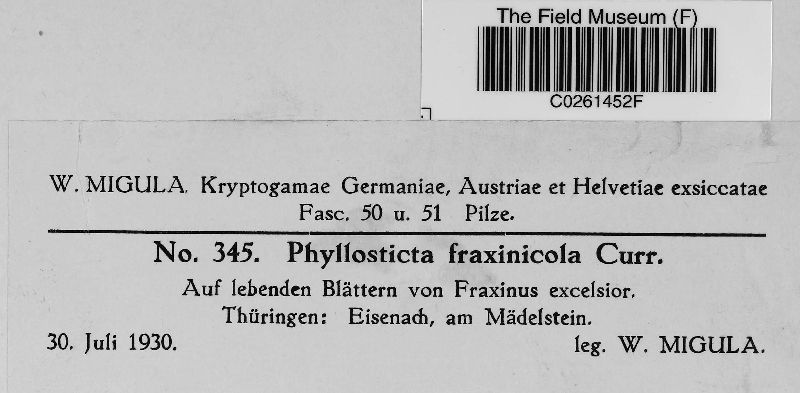 The Field Museum (F)
C0261452F
W. MIGULA. Kryptogamae Germaniae, Austriae et Helvetiae exsiccatae
Fasc. 50 u. 51 Pilze.
No. 345. Phyllosticta fraxinicola Curr.
Auf lebenden Blättern von Fraxinus excelsior.
Thüringen: Eisenach, am Mädelstein.
30. Juli 1930. leg. W. MIGULA.